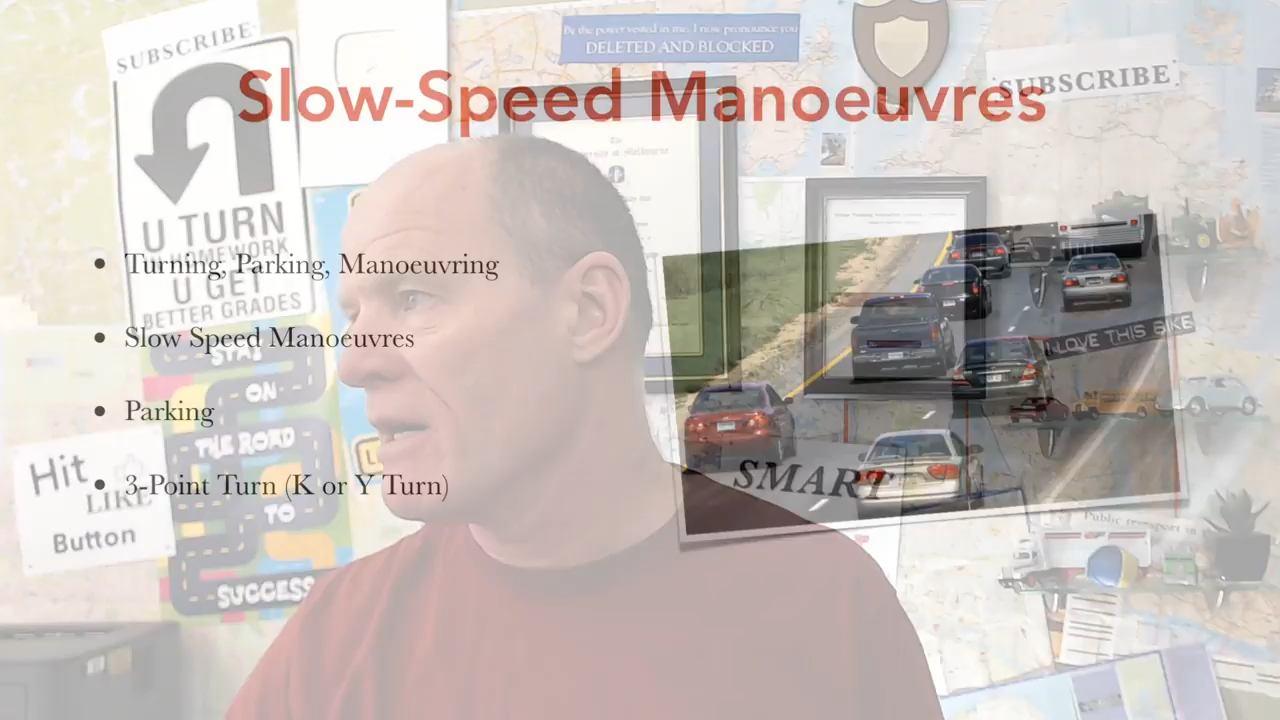 SUBSCRIBE
By the power vested in me, I now pronounce you
DELETED AND BLOCKED
SUBSCRIBE
Slow-Speed Manoeuvres
U TURN
HOMEWORK
U GET
BETTER GRADES
• Turning, Parking, Manoeuvring
• Slow Speed Manoeuvres
• Parking
• 3-Point Turn (K or Y Turn)
STAY
ON
THE ROAD
TO
SUCCESS
Hit
LIKE
Button
I LOVE THIS BIKE
SMART
Public transport